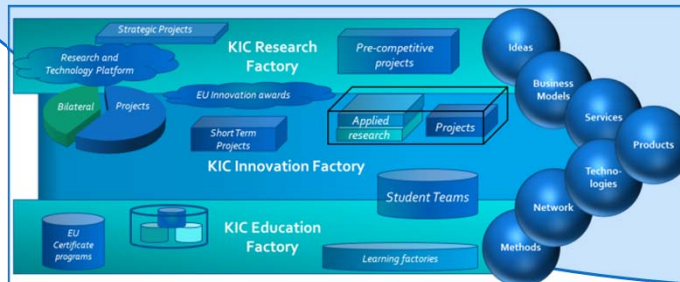 Strategic Projects
KIC Research
Factory
Research and
Technology Platform
Pre-competitive
projects
Ideas
Business
Models
Services
Products
Techno-
logies
Network
Methods
Bilateral
Projects
EU Innovation awards
Short Term
Projects
Applied
research
Projects
KIC Innovation Factory
Student Teams
KIC Education
Factory
EU
Certificate
programs
Learning factories